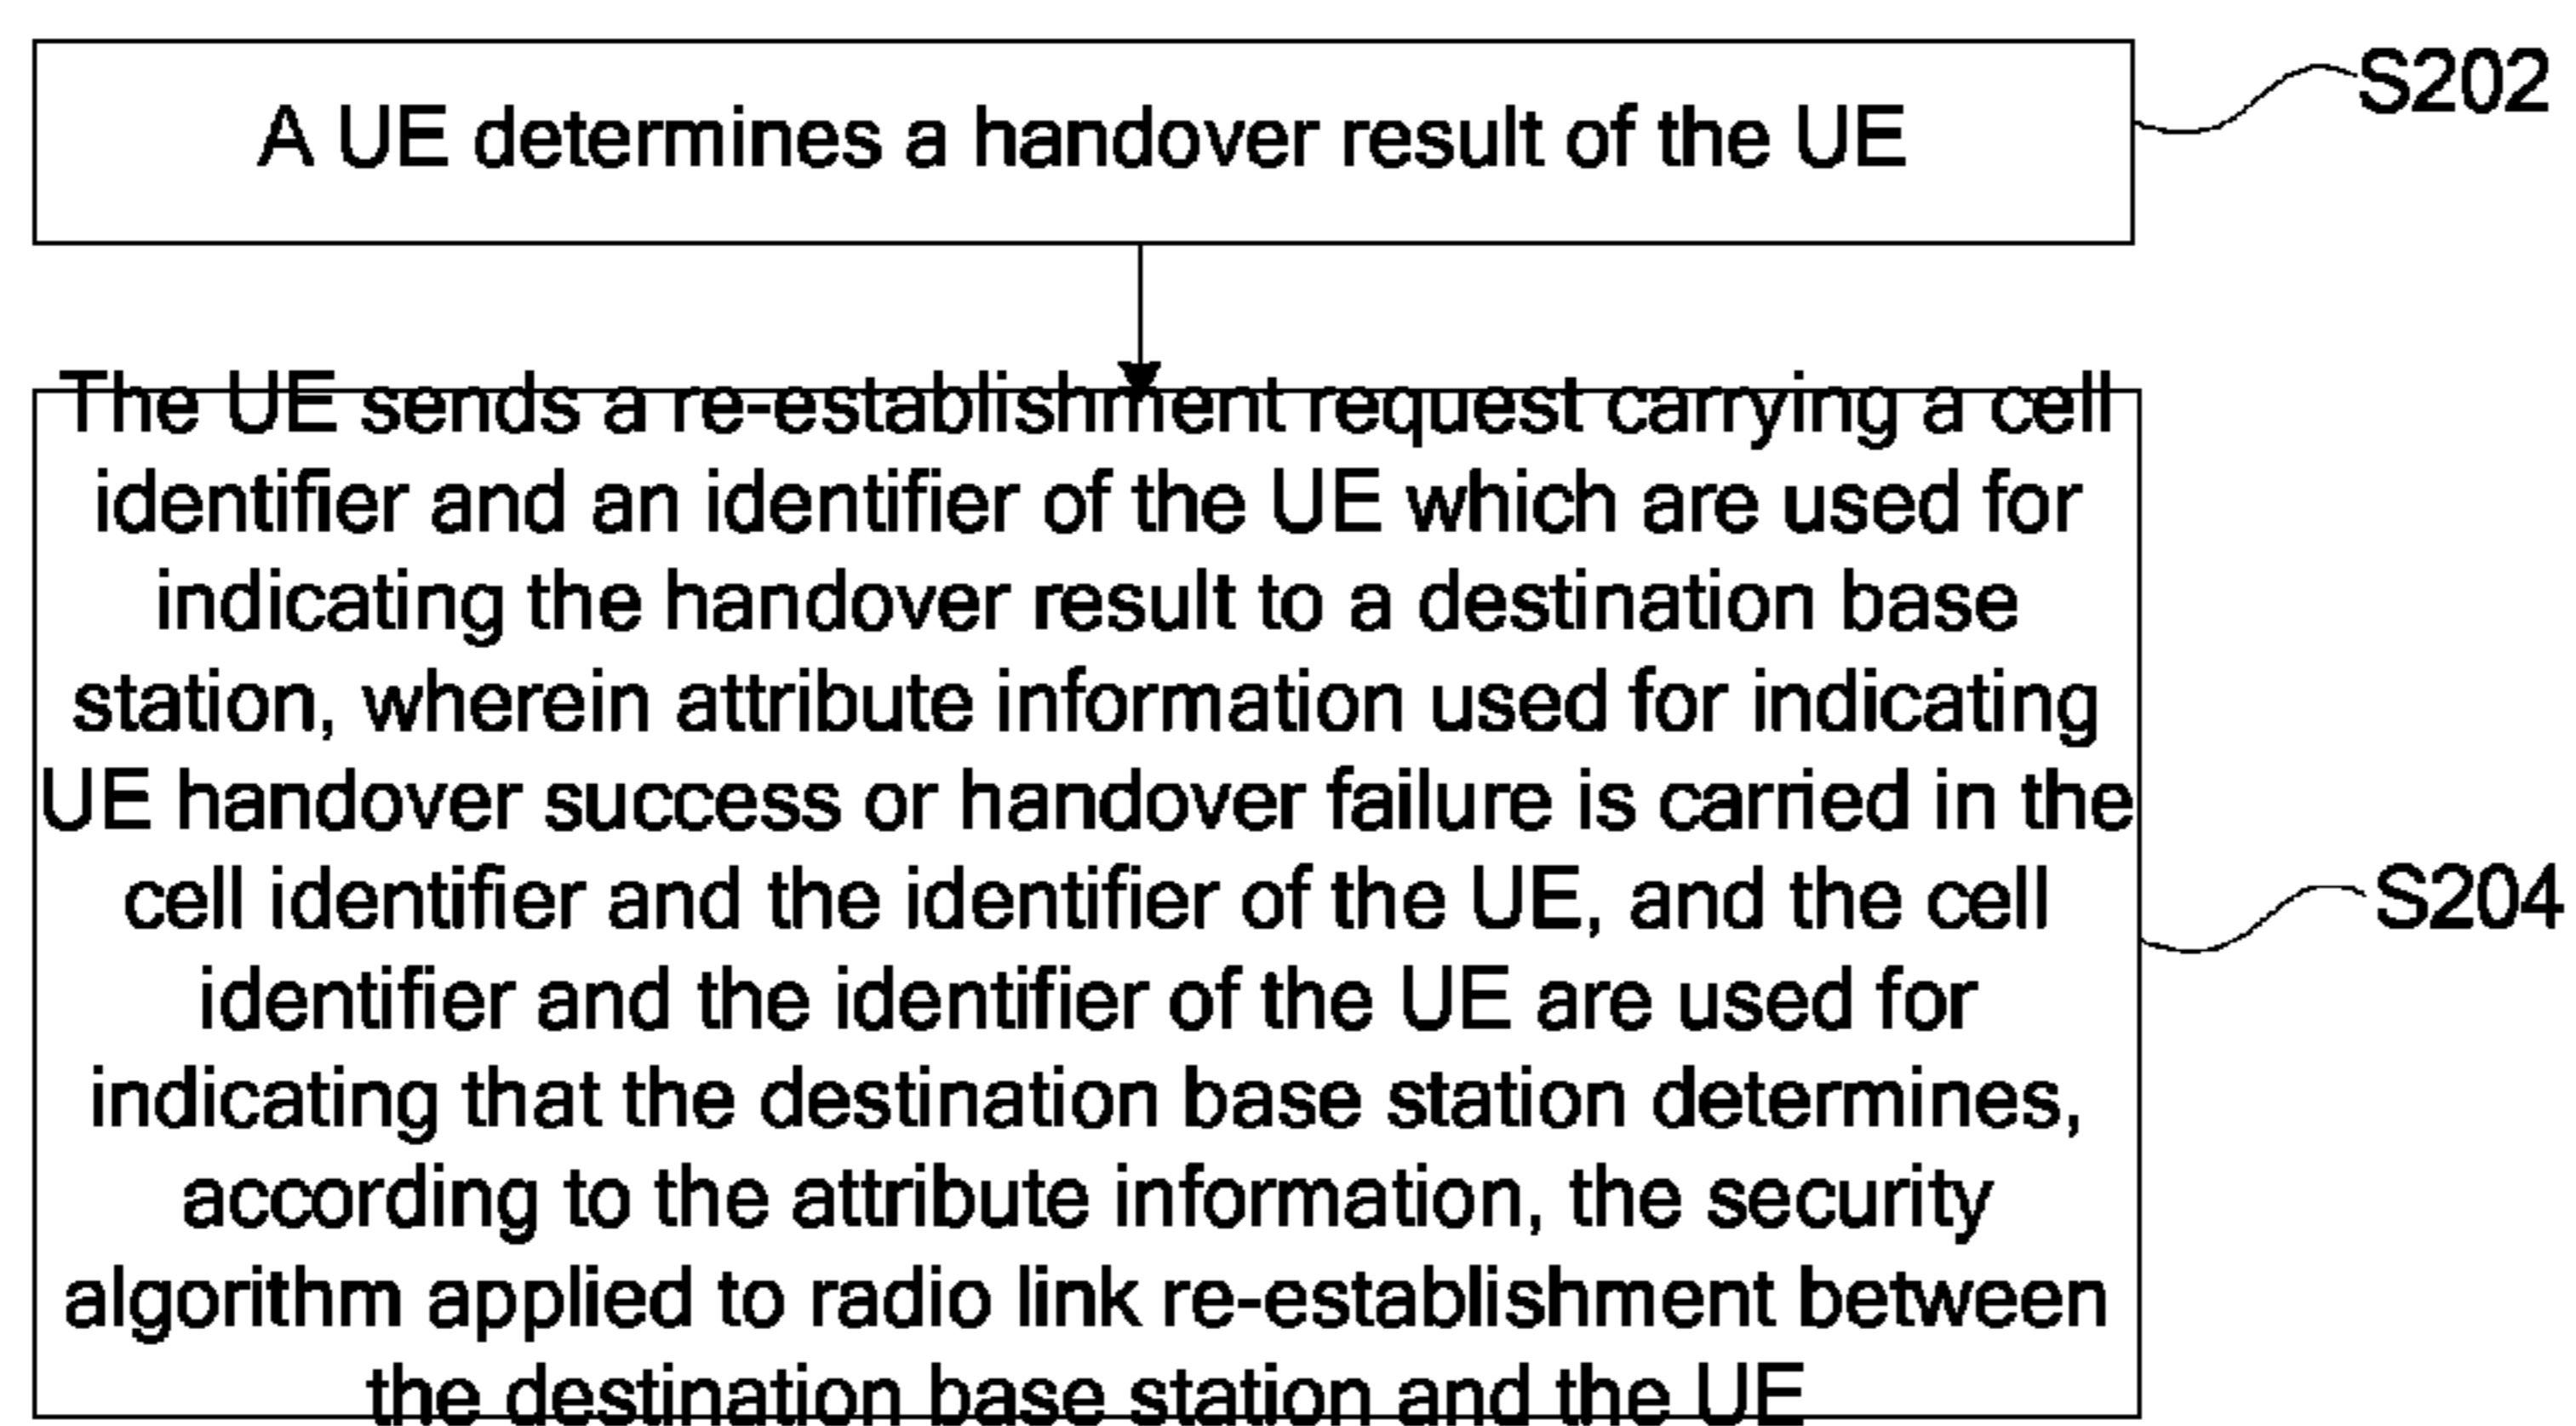 A UE determines a handover result of the UE
S202
The UE sends a re-establishment request carrying a cell
identifier and an identifier of the UE which are used for
indicating the handover result to a destination base
station, wherein attribute information used for indicating
UE handover success or handover failure is carried in the
cell identifier and the identifier of the UE, and the cell
identifier and the identifier of the UE are used for
indicating that the destination base station determines,
according to the attribute information, the security
algorithm applied to radio link re-establishment between
the destination base station and the UE
S204